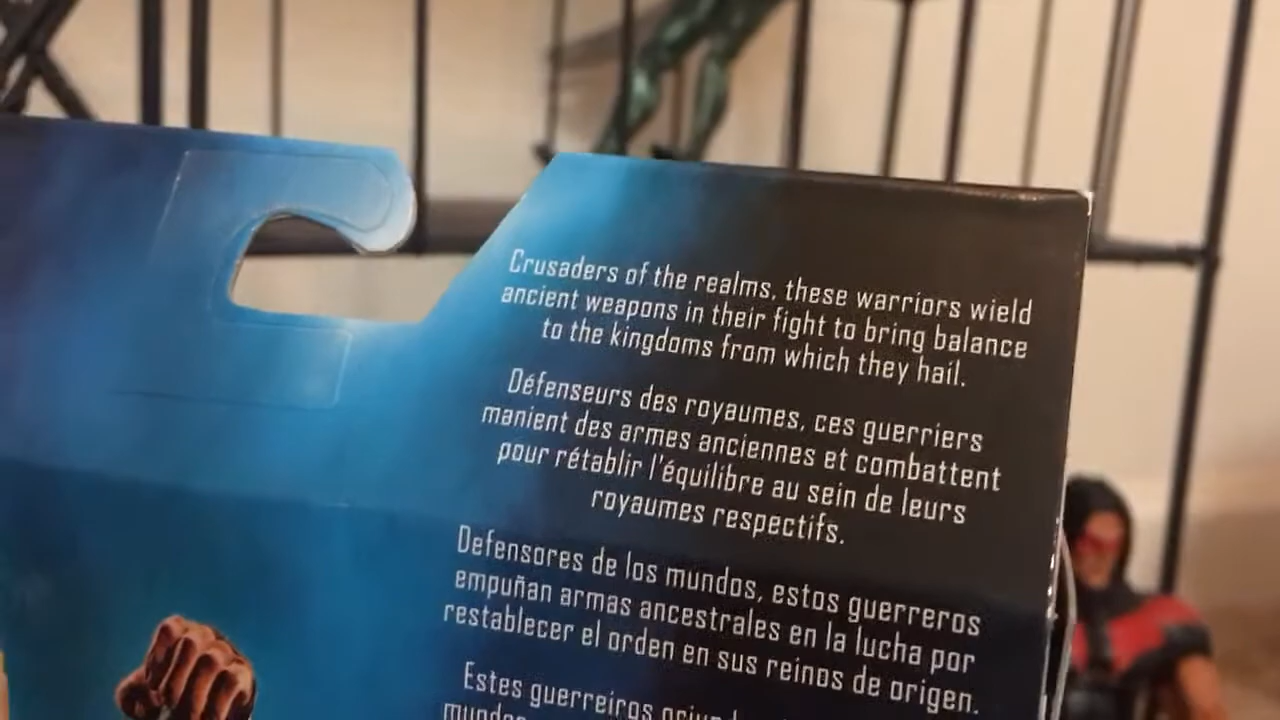 Crusaders of the realms, these warriors wield
ancient weapons in their fight to bring balance
to the kingdoms from which they hail.
Défenseurs des royaumes, ces guerriers
manient des armes anciennes et combattent
pour rétablir l'équilibre au sein de leurs
royaumes respectifs.
Defensores de los mundos, estos guerreros
empuñan armas ancestrales en la lucha por
restablecer el orden en sus reinos de origen.
Estes guerreiros